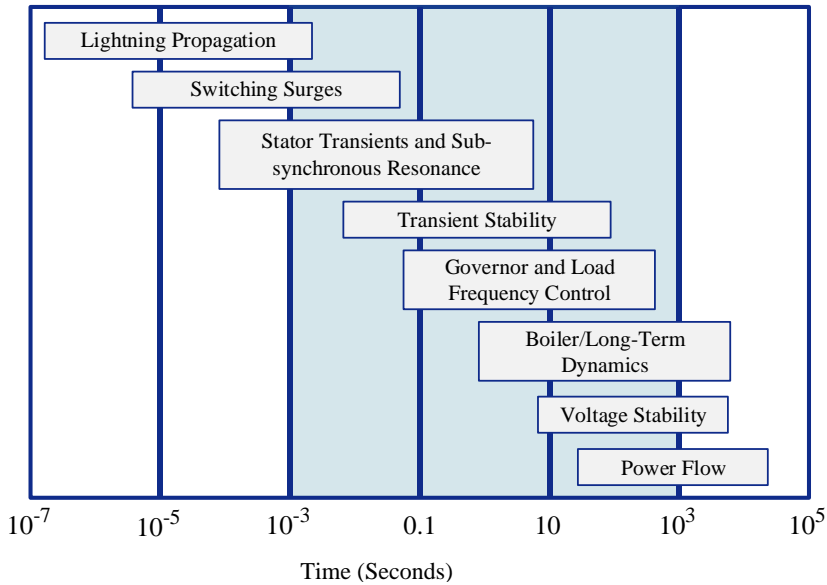 Lightning Propagation
Switching Surges
Stator Transients and Sub-
synchronous Resonance
Transient Stability
Governor and Load
Frequency Control
Boiler/Long-Term
Dynamics
Voltage Stability
Power Flow
10⁻⁷ 10⁻⁵ 10⁻³ 0.1 10 10³ 10⁵
Time (Seconds)